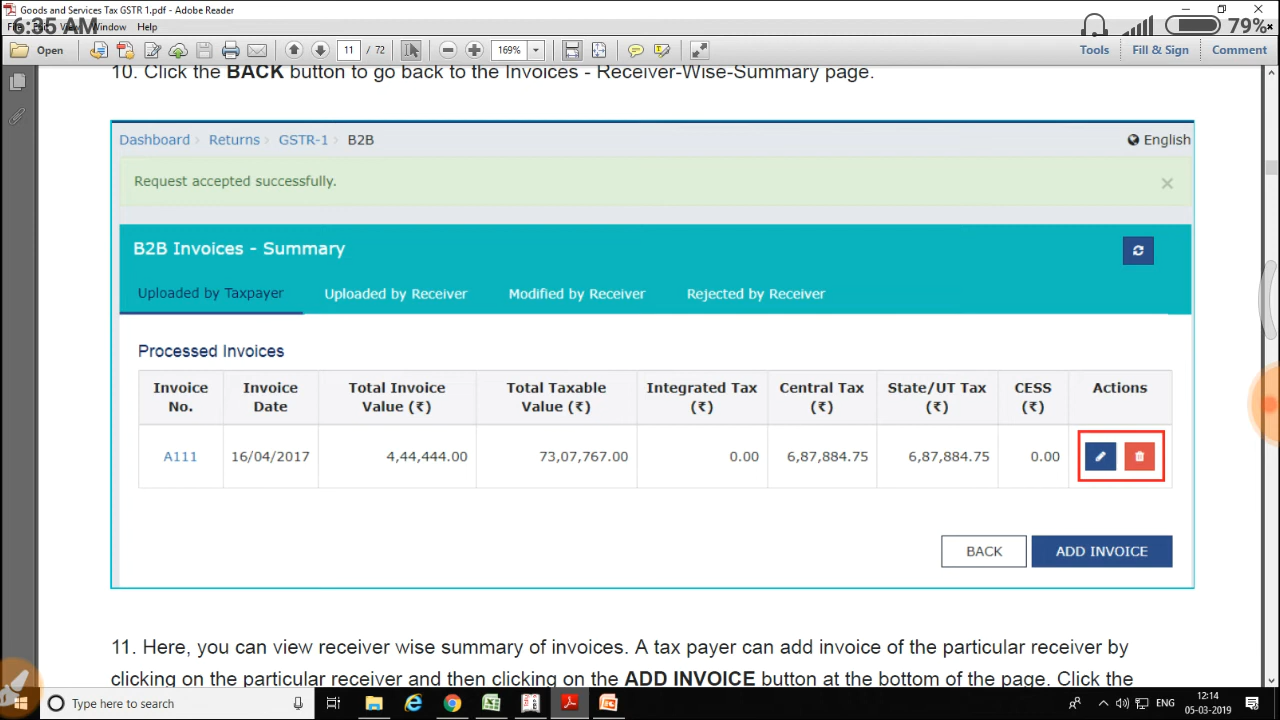 Goods and Services Tax GSTR 1.pdf - Adobe Reader
6:35 AM
79%
Window Help
Open
11 / 72
169%
Tools Fill & Sign Comment
10. Click the BACK button to go back to the Invoices - Receiver-Wise-Summary page.
Dashboard › Returns › GSTR-1 › B2B
English
Request accepted successfully.
B2B Invoices - Summary
Uploaded by Taxpayer Uploaded by Receiver Modified by Receiver Rejected by Receiver
Processed Invoices
Invoice No. Invoice Date Total Invoice Value (₹) Total Taxable Value (₹) Integrated Tax (₹) Central Tax (₹) State/UT Tax (₹) CESS (₹) Actions
A111 16/04/2017 4,44,444.00 73,07,767.00 0.00 6,87,884.75 6,87,884.75 0.00
BACK ADD INVOICE
11. Here, you can view receiver wise summary of invoices. A tax payer can add invoice of the particular receiver by
clicking on the particular receiver and then clicking on the ADD INVOICE button at the bottom of the page. Click the
Type here to search
ENG
12:14
05-03-2019